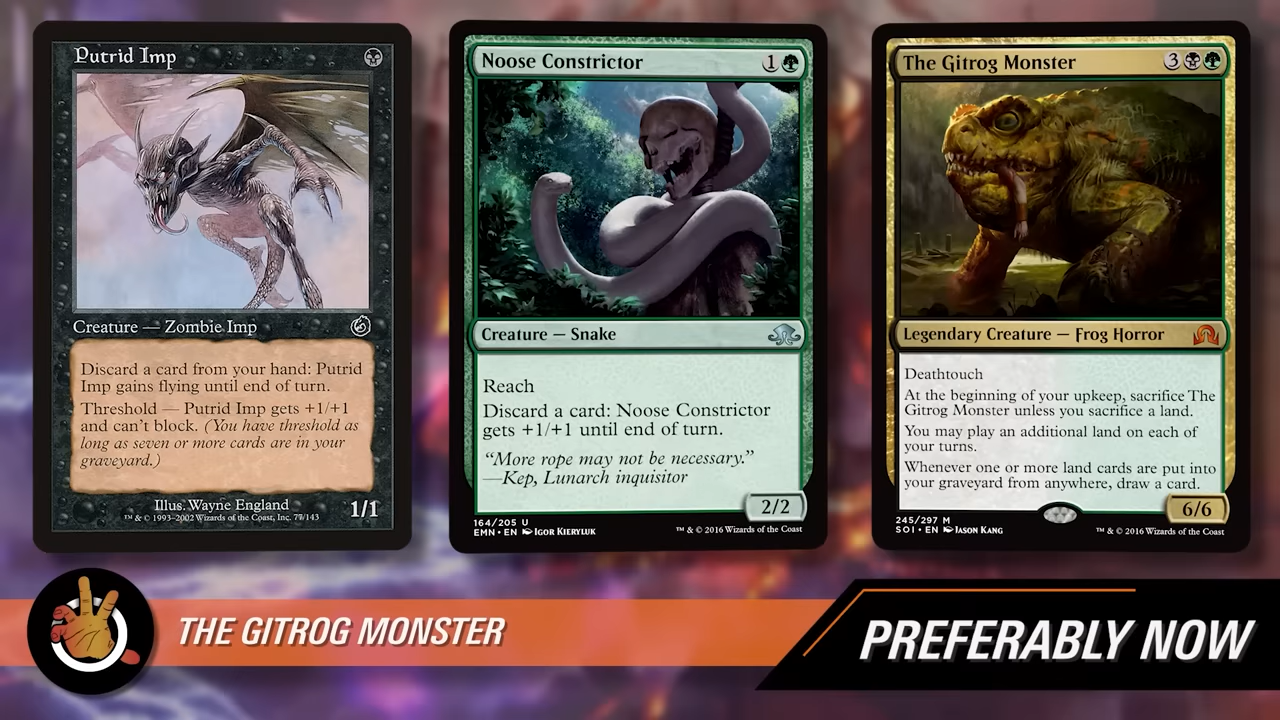 Putrid Imp
Creature — Zombie Imp
Discard a card from your hand: Putrid
Imp gains flying until end of turn.
Threshold — Putrid Imp gets +1/+1
and can't block. (You have threshold as
long as seven or more cards are in your
graveyard.)
Illus. Wayne England
™ & © 1993–2002 Wizards of the Coast, Inc. 77/143
1/1
Noose Constrictor
1
Creature — Snake
Reach
Discard a card: Noose Constrictor
gets +1/+1 until end of turn.
“More rope may not be necessary.”
—Kep, Lunarch inquisitor
2/2
164/205 U
EMN • EN Igor Kieryluk
™ & © 2016 Wizards of the Coast
The Gitrog Monster
3
Legendary Creature — Frog Horror
Deathtouch
At the beginning of your upkeep, sacrifice The
Gitrog Monster unless you sacrifice a land.
You may play an additional land on each of
your turns.
Whenever one or more land cards are put into
your graveyard from anywhere, draw a card.
6/6
245/297 M
SOI • EN Jason Kang
™ & © 2016 Wizards of the Coast
THE GITROG MONSTER
PREFERABLY NOW